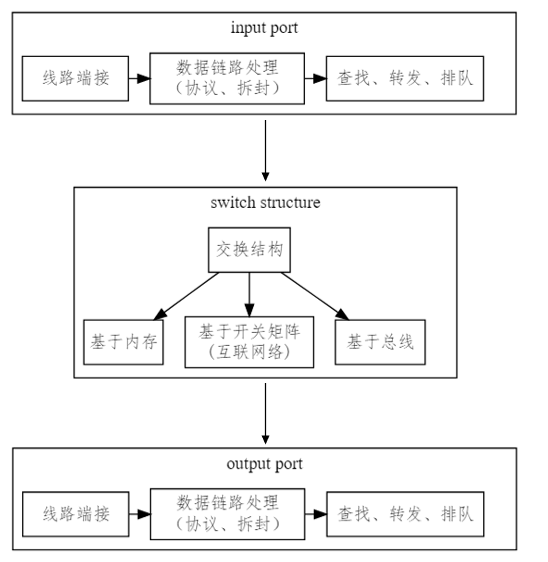 input port
线路端接
数据链路处理
（协议、拆封）
查找、转发、排队
switch structure
交换结构
基于内存
基于开关矩阵
（互联网络）
基于总线
output port
线路端接
数据链路处理
（协议、拆封）
查找、转发、排队